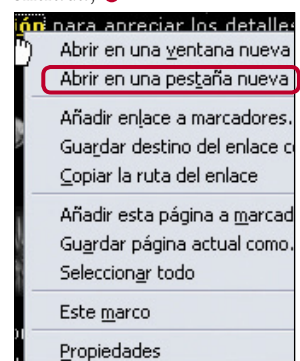 ón para apreciar los detalles
Abrir en una ventana nueva
Abrir en una pestaña nueva
Añadir enlace a marcadores.
Guardar destino del enlace c
Copiar la ruta del enlace
Añadir esta página a marcad
Guardar página actual como.
Seleccionar todo
Este marco
Propiedades